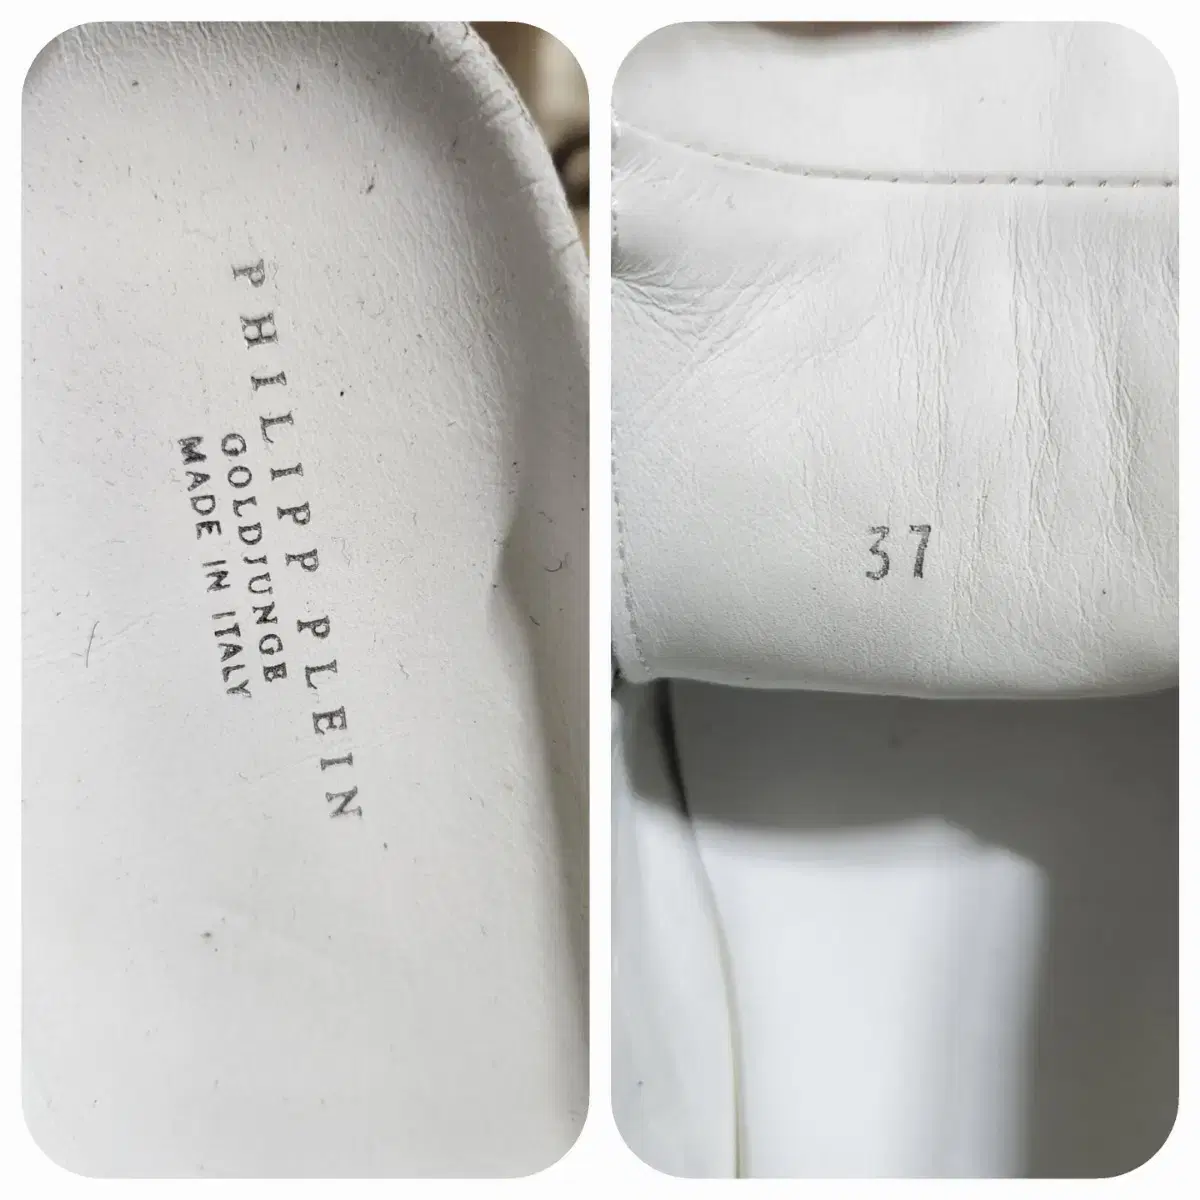 PHILIPP PLEIN
GOLDJUNGE
MADE IN ITALY
37